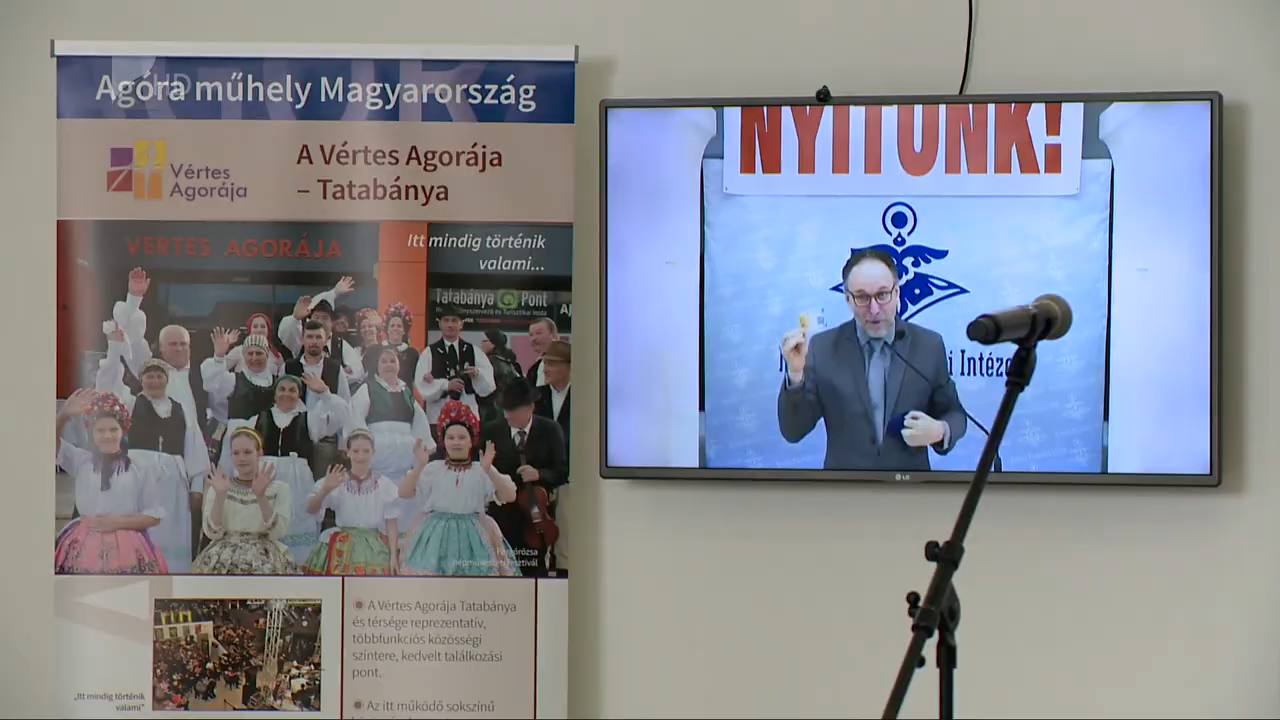 Agóra műhely Magyarország
HD
Vértes
Agorája
A Vértes Agorája
– Tatabánya
VÉRTES AGORÁJA
Itt mindig történik
valami...
Tatabánya Pont
NYITUNK!
i Intéze
LG
A Vértes Agorája Tatabánya
és térsége reprezentatív,
többfunkciós közösségi
színtere, kedvelt találkozási
pont.
„Itt mindig történik
valami”
Az itt működő sokszínű